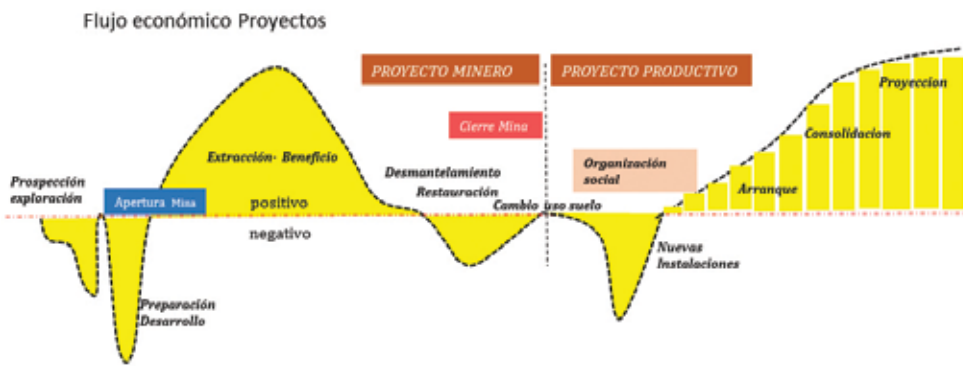 Flujo económico Proyectos
PROYECTO MINERO
PROYECTO PRODUCTIVO
Proyeccion
Cierre Mina
Consolidacion
Extracción- Beneficio
Desmantelamiento
Restauración
Organización
social
Prospección
exploración
Arranque
Apertura Mina
positivo
Cambio uso suelo
negativo
Nuevas
Instalaciones
Preparación
Desarrollo